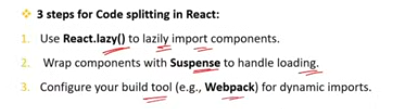 ❖ 3 steps for Code splitting in React:
1. Use React.lazy() to lazily import components.
2. Wrap components with Suspense to handle loading.
3. Configure your build tool (e.g., Webpack) for dynamic imports.